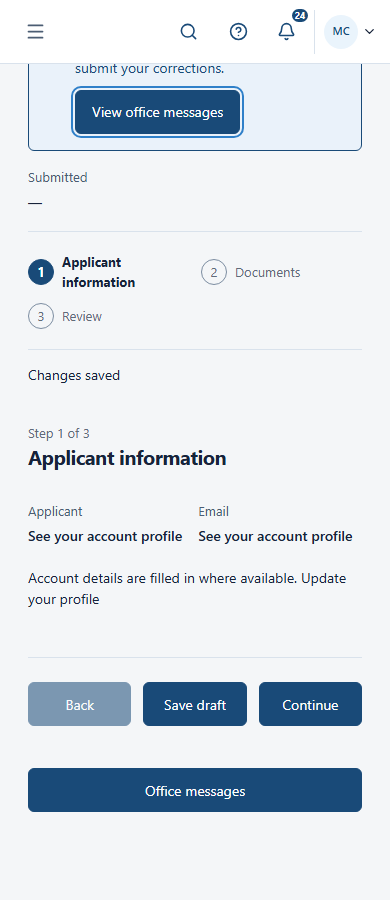 24
MC
submit your corrections.
View office messages
Submitted
—
1
Applicant
information
2
Documents
3
Review
Changes saved
Step 1 of 3
Applicant information
Applicant
Email
See your account profile
See your account profile
Account details are filled in where available. Update
your profile
Back
Save draft
Continue
Office messages